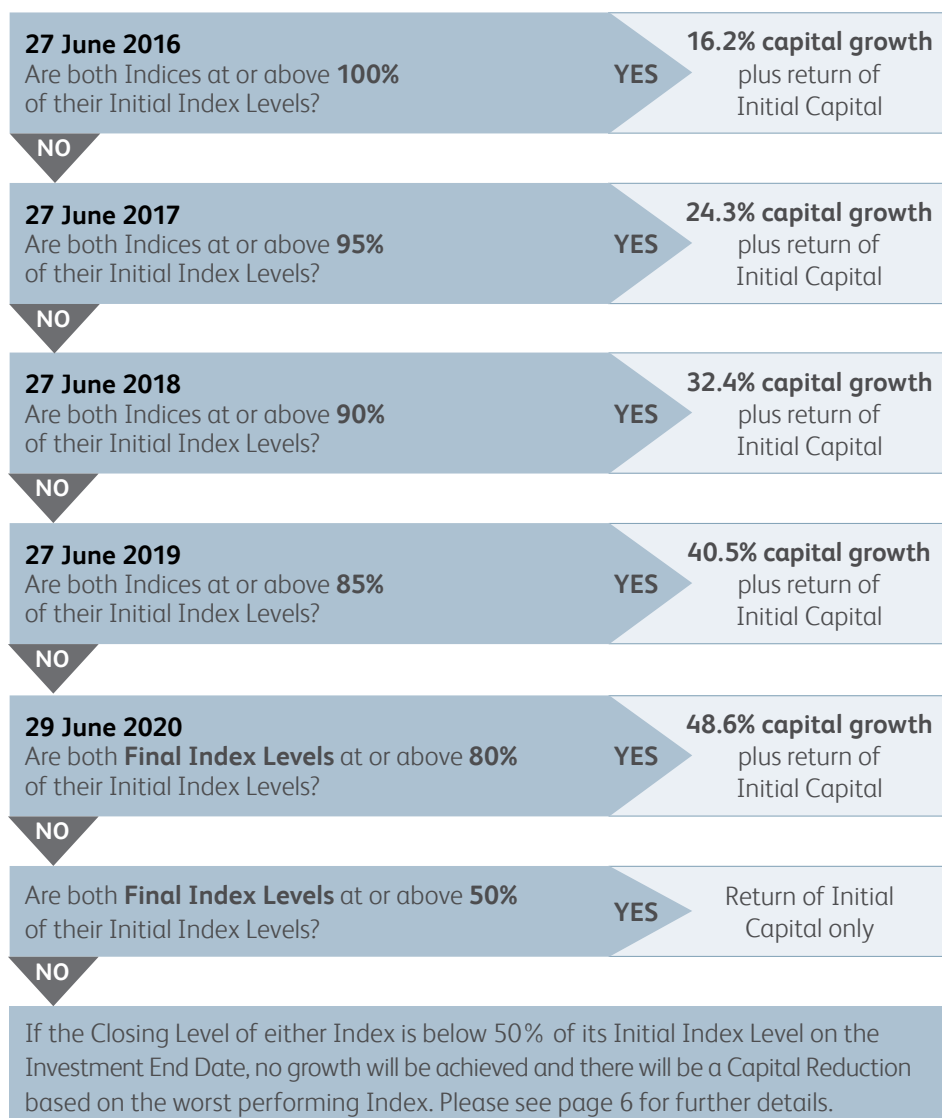 27 June 2016
Are both Indices at or above 100%
of their Initial Index Levels?
YES
16.2% capital growth
plus return of
Initial Capital
NO
27 June 2017
Are both Indices at or above 95%
of their Initial Index Levels?
YES
24.3% capital growth
plus return of
Initial Capital
NO
27 June 2018
Are both Indices at or above 90%
of their Initial Index Levels?
YES
32.4% capital growth
plus return of
Initial Capital
NO
27 June 2019
Are both Indices at or above 85%
of their Initial Index Levels?
YES
40.5% capital growth
plus return of
Initial Capital
NO
29 June 2020
Are both Final Index Levels at or above 80%
of their Initial Index Levels?
YES
48.6% capital growth
plus return of
Initial Capital
NO
Are both Final Index Levels at or above 50%
of their Initial Index Levels?
YES
Return of Initial
Capital only
NO
If the Closing Level of either Index is below 50% of its Initial Index Level on the
Investment End Date, no growth will be achieved and there will be a Capital Reduction
based on the worst performing Index. Please see page 6 for further details.